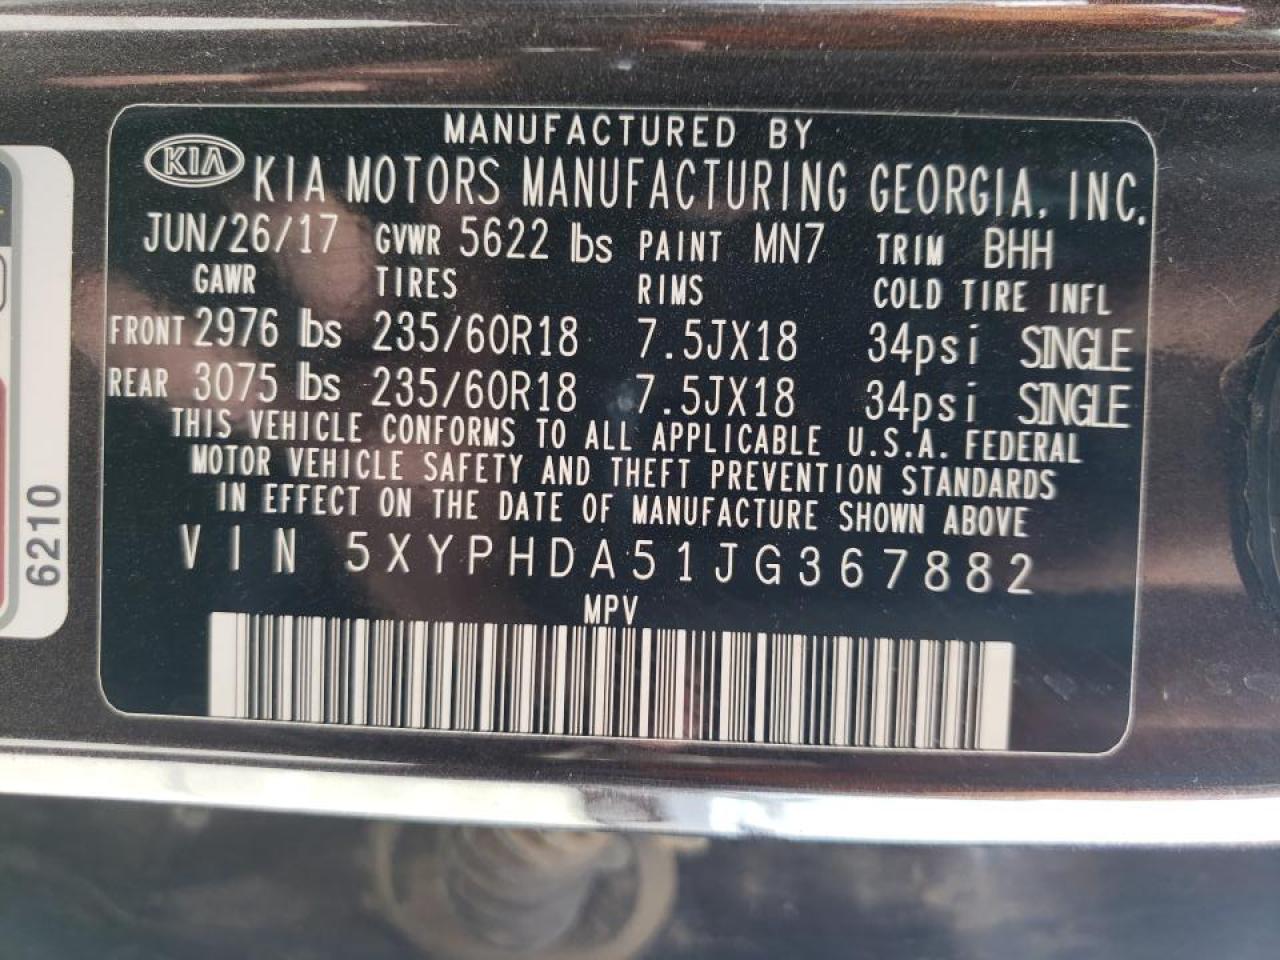 MANUFACTURED BY
KIA KIA MOTORS MANUFACTURING GEORGIA, INC.
JUN/26/17 GVWR 5622 lbs PAINT MN7 TRIM BHH
GAWR TIRES RIMS COLD TIRE INFL
FRONT 2976 lbs 235/60R18 7.5JX18 34psi SINGLE
REAR 3075 lbs 235/60R18 7.5JX18 34psi SINGLE
THIS VEHICLE CONFORMS TO ALL APPLICABLE U.S.A. FEDERAL
MOTOR VEHICLE SAFETY AND THEFT PREVENTION STANDARDS
IN EFFECT ON THE DATE OF MANUFACTURE SHOWN ABOVE
VIN 5XYPHDA51JG367882
MPV
6210